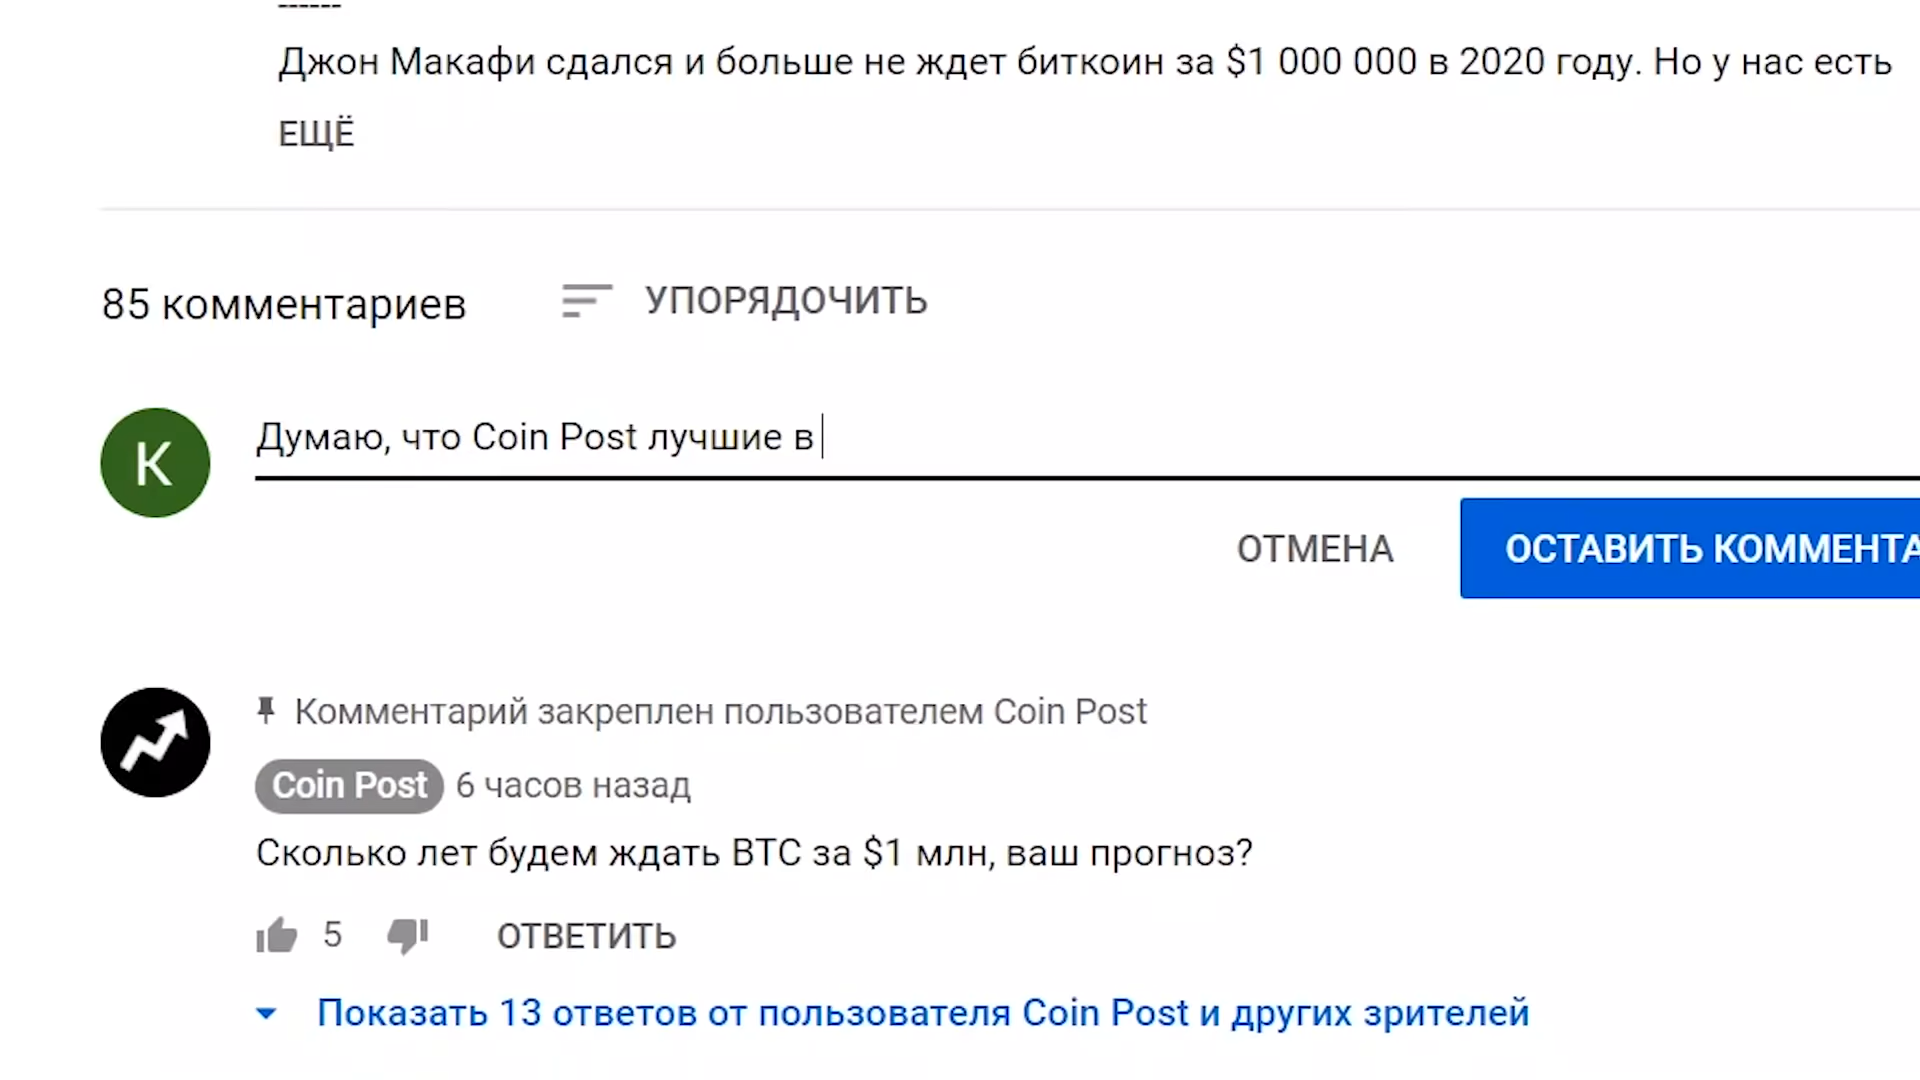 ------
Джон Макафи сдался и больше не ждет биткоин за $1 000 000 в 2020 году. Но у нас есть
ЕЩЁ
85 комментариев УПОРЯДОЧИТЬ
К
Думаю, что Coin Post лучшие в
ОТМЕНА ОСТАВИТЬ КОММЕНТА
Комментарий закреплен пользователем Coin Post
Coin Post 6 часов назад
Сколько лет будем ждать BTC за $1 млн, ваш прогноз?
5 ОТВЕТИТЬ
Показать 13 ответов от пользователя Coin Post и других зрителей